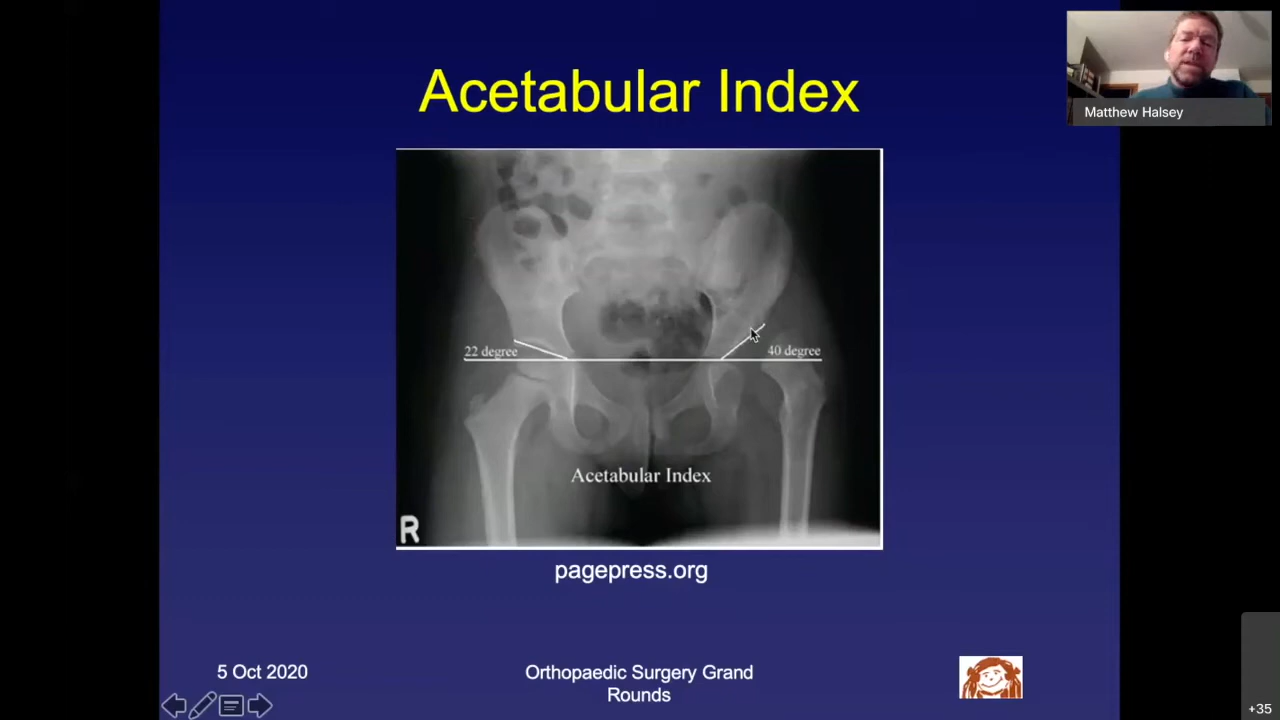 Acetabular Index
Matthew Halsey
22 degree
40 degree
Acetabular Index
R
pagepress.org
5 Oct 2020
Orthopaedic Surgery Grand
Rounds
+35